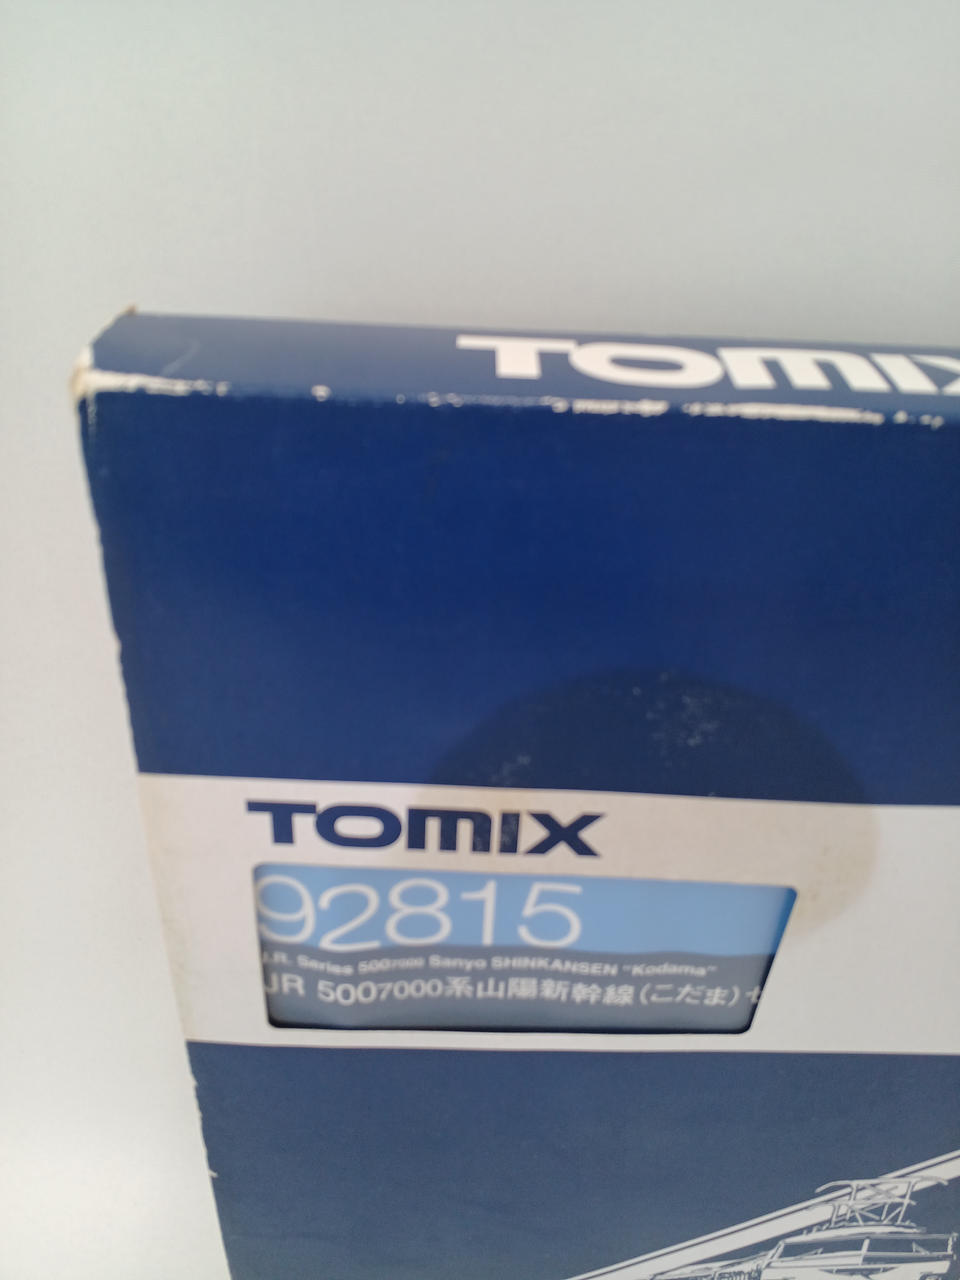 TOMIX
TOMIX
92815
J.R. Series 5007000 Sanyo SHINKANSEN "Kodama"
JR 5007000系山陽新幹線(こだま)セ